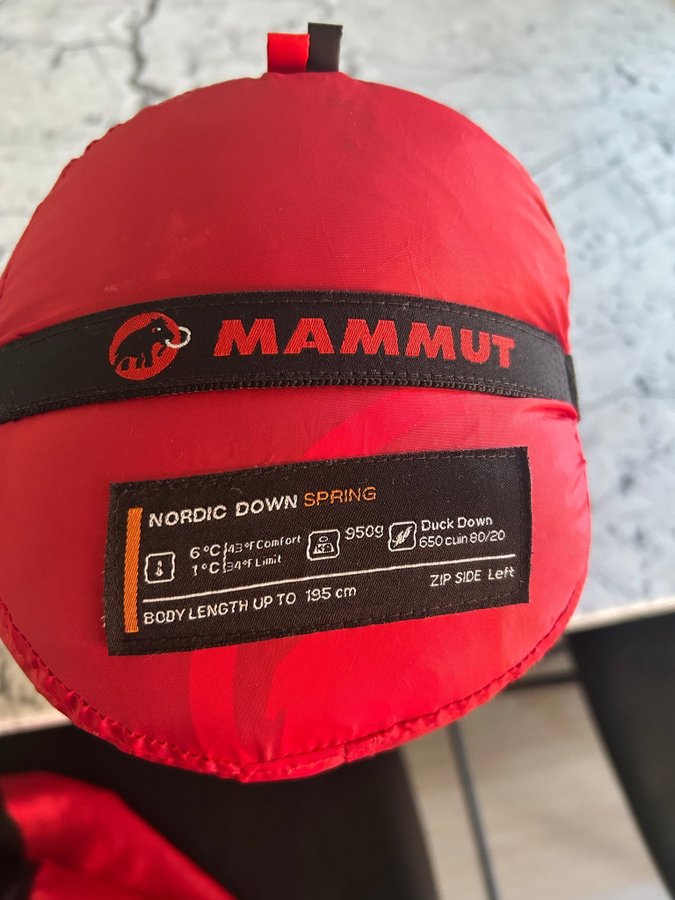 MAMMUT
NORDIC DOWN SPRING
6°C 43°F Comfort
1°C 34°F Limit
950g
Duck Down
650 cuin 80/20
ZIP SIDE Left
BODY LENGTH UP TO 195 cm